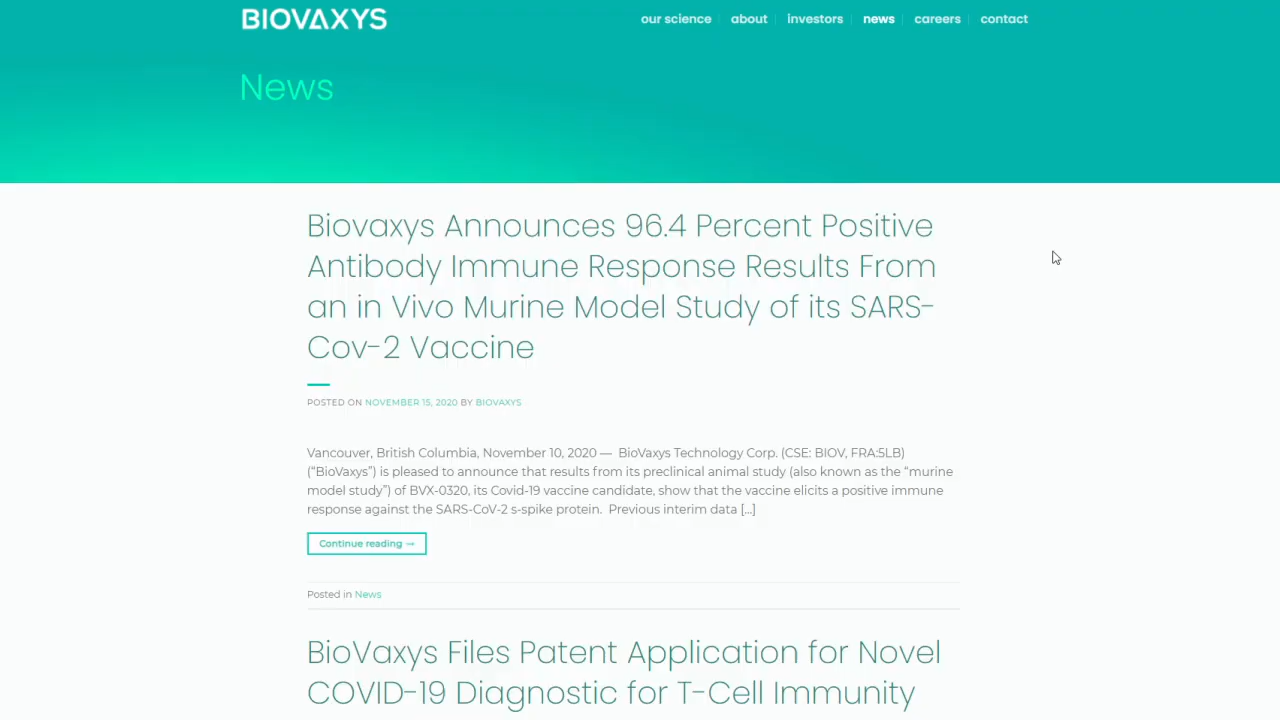 BIOVAXYS
our science
about
investors
news
careers
contact
News
Biovaxys Announces 96.4 Percent Positive
Antibody Immune Response Results From
an in Vivo Murine Model Study of its SARS-
Cov-2 Vaccine
POSTED ON NOVEMBER 15, 2020 BY BIOVAXYS
Vancouver, British Columbia, November 10, 2020 —  BioVaxys Technology Corp. (CSE: BIOV, FRA:5LB)
(“BioVaxys”) is pleased to announce that results from its preclinical animal study (also known as the “murine
model study”) of BVX-0320, its Covid-19 vaccine candidate, show that the vaccine elicits a positive immune
response against the SARS-CoV-2 s-spike protein.  Previous interim data [...]
Continue reading →
Posted in News
BioVaxys Files Patent Application for Novel
COVID-19 Diagnostic for T-Cell Immunity